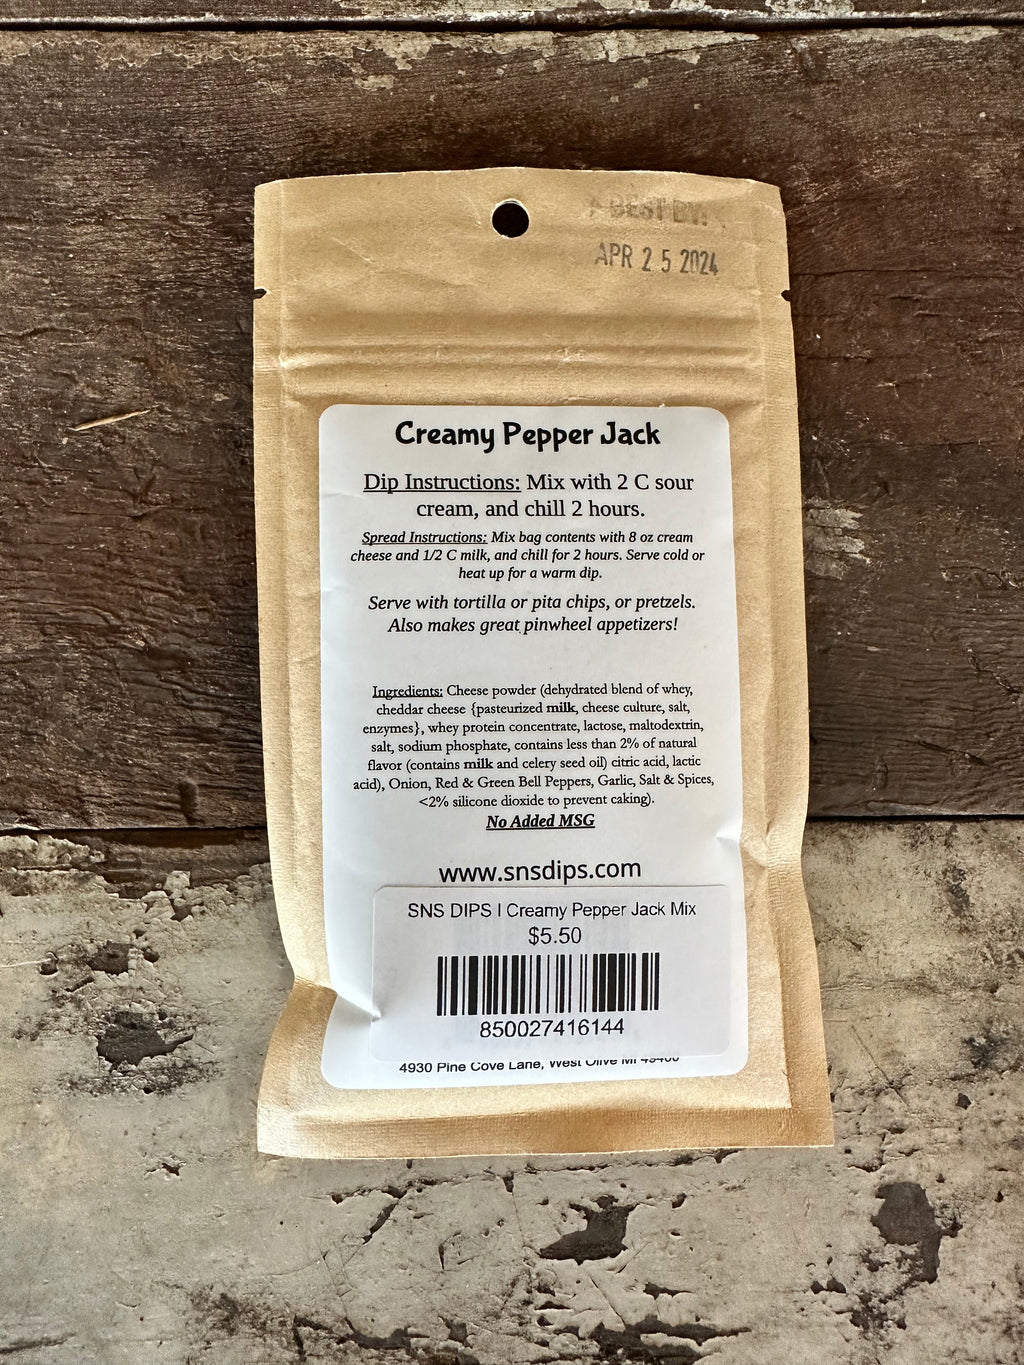 BEST BY:
APR 25 2024
Creamy Pepper Jack
Dip Instructions: Mix with 2 C sour
cream, and chill 2 hours.
Spread Instructions: Mix bag contents with 8 oz cream
cheese and 1/2 C milk, and chill for 2 hours. Serve cold or
heat up for a warm dip.
Serve with tortilla or pita chips, or pretzels.
Also makes great pinwheel appetizers!
Ingredients: Cheese powder (dehydrated blend of whey,
cheddar cheese {pasteurized milk, cheese culture, salt,
enzymes}, whey protein concentrate, lactose, maltodextrin,
salt, sodium phosphate, contains less than 2% of natural
flavor (contains milk and celery seed oil) citric acid, lactic
acid), Onion, Red & Green Bell Peppers, Garlic, Salt & Spices,
<2% silicone dioxide to prevent caking).
No Added MSG
www.snsdips.com
SNS DIPS I Creamy Pepper Jack Mix
$5.50
850027416144
4930 Pine Cove Lane, West Olive MI